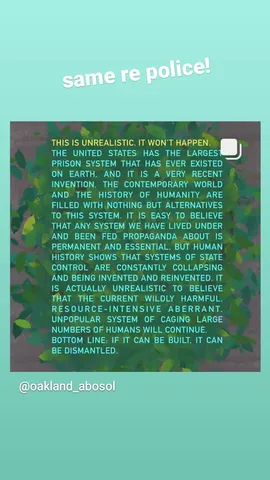 same re police!
THIS IS UNREALISTIC. IT WON'T HAPPEN.
THE UNITED STATES HAS THE LARGEST
PRISON SYSTEM THAT HAS EVER EXISTED
ON EARTH, AND IT IS A VERY RECENT
INVENTION. THE CONTEMPORARY WORLD
AND THE HISTORY OF HUMANITY ARE
FILLED WITH NOTHING BUT ALTERNATIVES
TO THIS SYSTEM. IT IS EASY TO BELIEVE
THAT ANY SYSTEM WE HAVE LIVED UNDER
AND BEEN FED PROPAGANDA ABOUT IS
PERMANENT AND ESSENTIAL. BUT HUMAN
HISTORY SHOWS THAT SYSTEMS OF STATE
CONTROL ARE CONSTANTLY COLLAPSING
AND BEING INVENTED AND REINVENTED. IT
IS ACTUALLY UNREALISTIC TO BELIEVE
THAT THE CURRENT WILDLY HARMFUL,
RESOURCE-INTENSIVE ABERRANT,
UNPOPULAR SYSTEM OF CAGING LARGE
NUMBERS OF HUMANS WILL CONTINUE.
BOTTOM LINE: IF IT CAN BE BUILT, IT CAN
BE DISMANTLED.
@oakland_abosol